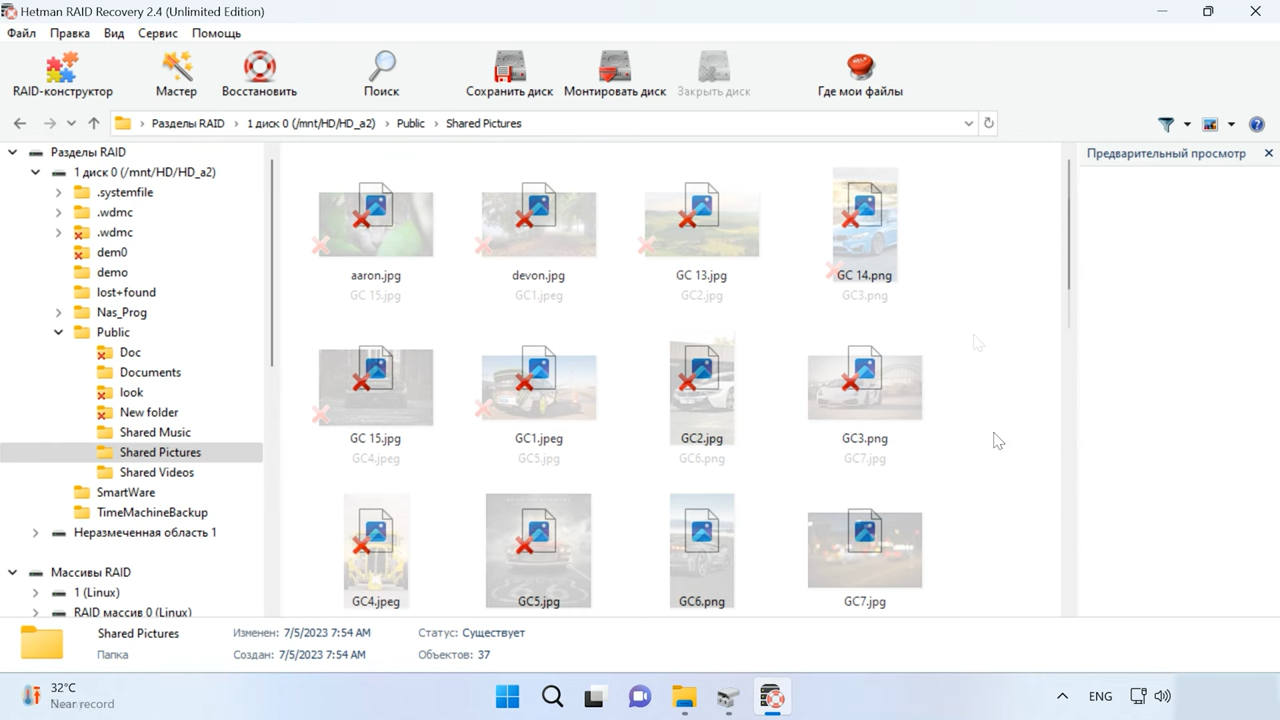 Hetman RAID Recovery 2.4 (Unlimited Edition)
Файл Правка Вид Сервис Помощь
RAID-конструктор Мастер Восстановить Поиск Сохранить диск Монтировать диск Закрыть диск Где мои файлы
Разделы RAID 1 диск 0 (/mnt/HD/HD_a2) Public Shared Pictures
Разделы RAID
1 диск 0 (/mnt/HD/HD_a2)
.systemfile
.wdmc
.wdmc
dem0
demo
lost+found
Nas_Prog
Public
Doc
Documents
look
New folder
Shared Music
Shared Pictures
Shared Videos
SmartWare
TimeMachineBackup
Неразмеченная область 1
Массивы RAID
1 (Linux)
RAID массив 0 (Linux)
aaron.jpg devon.jpg GC 13.jpg GC 14.png
GC 15.jpg GC1.jpeg GC2.jpg GC3.png
GC 15.jpg GC1.jpeg GC2.jpg GC3.png
GC4.jpeg GC5.jpg GC6.png GC7.jpg
GC4.jpeg GC5.jpg GC6.png GC7.jpg
Предварительный просмотр
Shared Pictures Изменен: 7/5/2023 7:54 AM Статус: Существует
Папка Создан: 7/5/2023 7:54 AM Объектов: 37
32°C
Near record
ENG